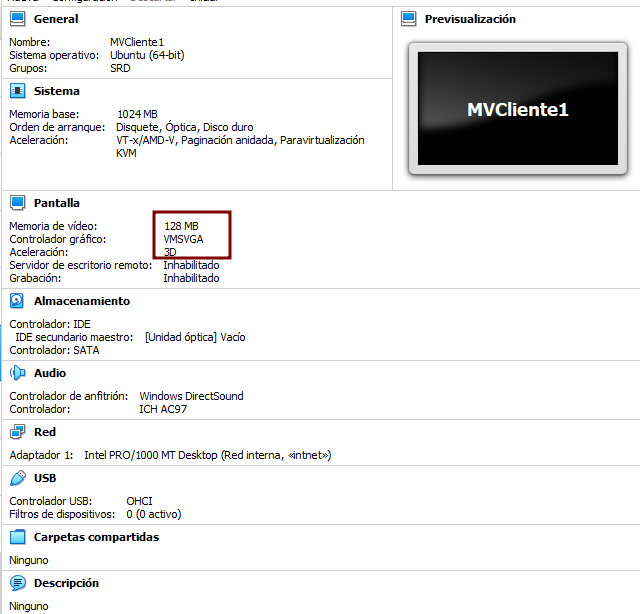 General
Nombre: MVCliente1
Sistema operativo: Ubuntu (64-bit)
Grupos: SRD
Previsualización
MVCliente1
Sistema
Memoria base: 1024 MB
Orden de arranque: Disquete, Óptica, Disco duro
Aceleración: VT-x/AMD-V, Paginación anidada, Paravirtualización
KVM
Pantalla
Memoria de vídeo: 128 MB
Controlador gráfico: VMSVGA
Aceleración: 3D
Servidor de escritorio remoto: Inhabilitado
Grabación: Inhabilitado
Almacenamiento
Controlador: IDE
IDE secundario maestro: [Unidad óptica] Vacío
Controlador: SATA
Audio
Controlador de anfitrión: Windows DirectSound
Controlador: ICH AC97
Red
Adaptador 1: Intel PRO/1000 MT Desktop (Red interna, «intnet»)
USB
Controlador USB: OHCI
Filtros de dispositivos: 0 (0 activo)
Carpetas compartidas
Ninguno
Descripción
Ninguno